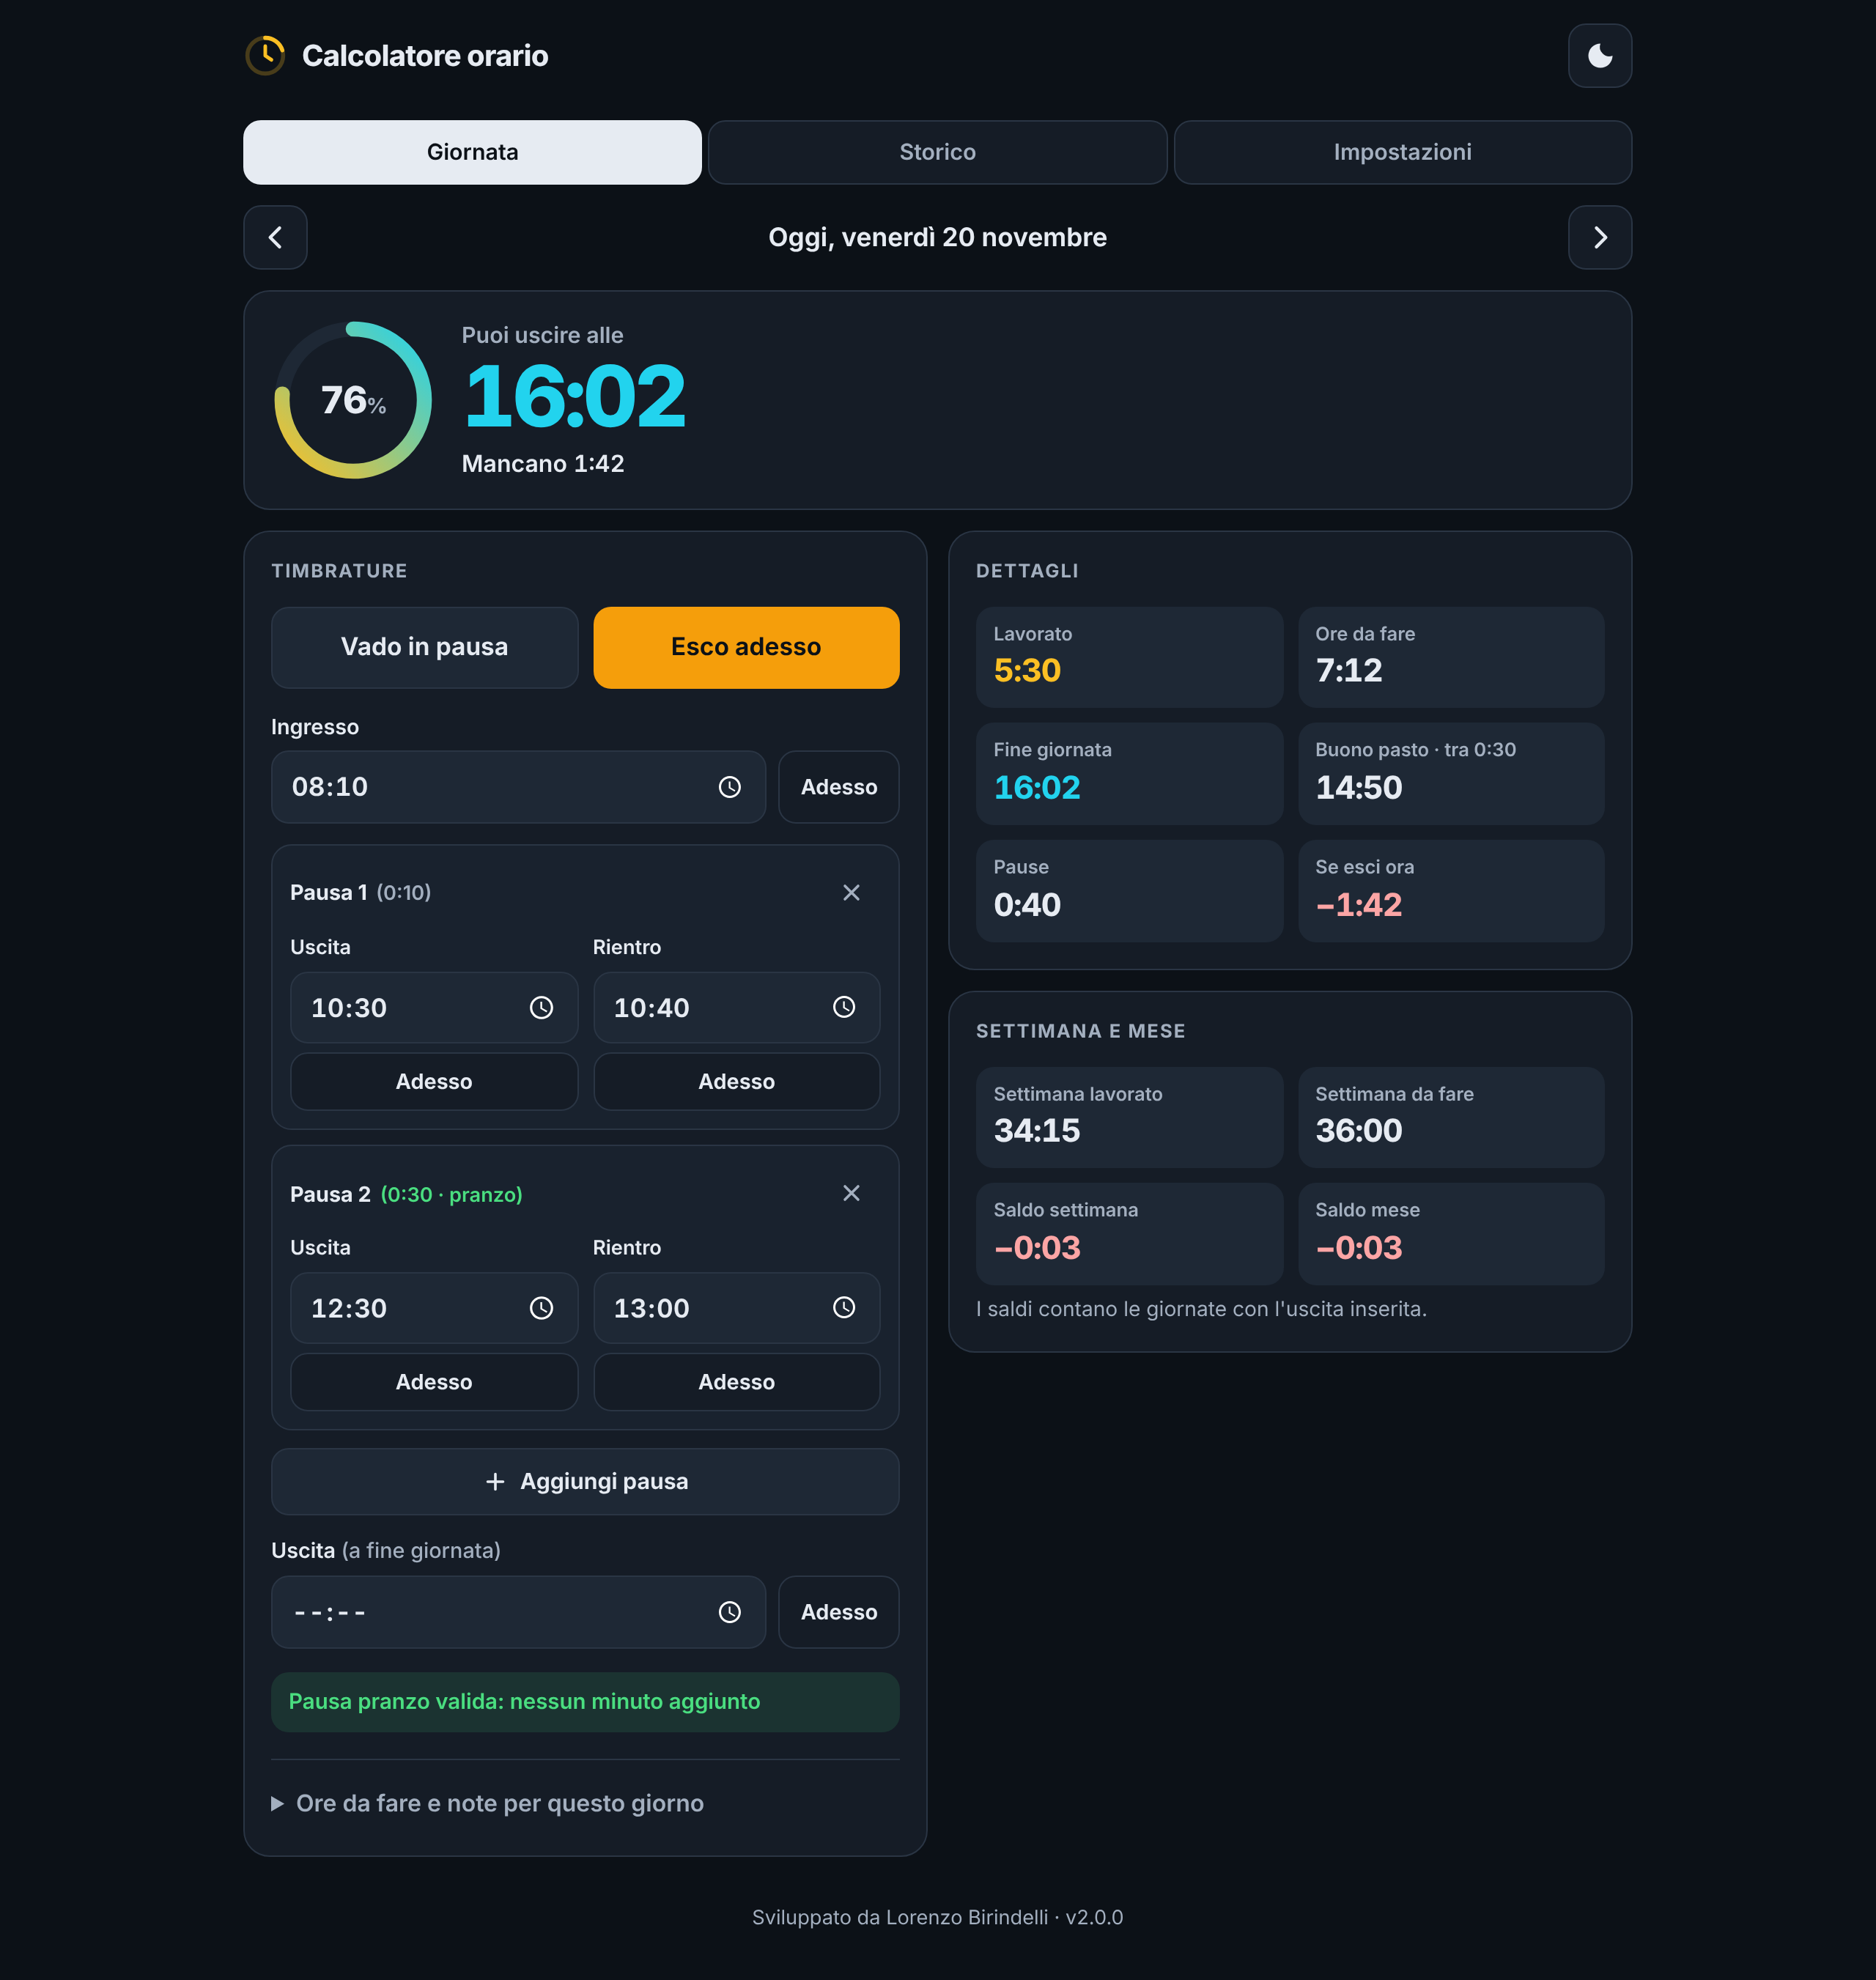 Calcolatore orario
Giornata
Storico
Impostazioni
Oggi, venerdì 20 novembre
76%
Puoi uscire alle
16:02
Mancano 1:42
TIMBRATURE
Vado in pausa
Esco adesso
Ingresso
08:10
Adesso
Pausa 1 (0:10)
Uscita
Rientro
10:30
10:40
Adesso
Adesso
Pausa 2 (0:30 · pranzo)
Uscita
Rientro
12:30
13:00
Adesso
Adesso
+ Aggiungi pausa
Uscita (a fine giornata)
--:--
Adesso
Pausa pranzo valida: nessun minuto aggiunto
Ore da fare e note per questo giorno
DETTAGLI
Lavorato
5:30
Ore da fare
7:12
Fine giornata
16:02
Buono pasto · tra 0:30
14:50
Pause
0:40
Se esci ora
−1:42
SETTIMANA E MESE
Settimana lavorato
34:15
Settimana da fare
36:00
Saldo settimana
−0:03
Saldo mese
−0:03
I saldi contano le giornate con l'uscita inserita.
Sviluppato da Lorenzo Birindelli · v2.0.0